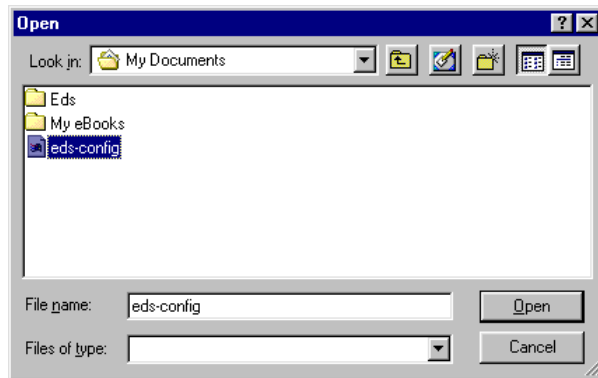 Open
Look in: My Documents
Eds
My eBooks
eds-config
File name: eds-config Open
Files of type: Cancel